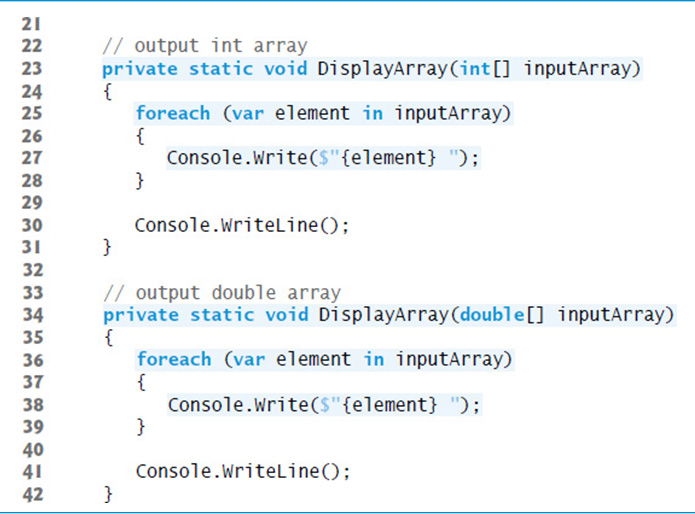 21
22 // output int array
23 private static void DisplayArray(int[] inputArray)
24 {
25 foreach (var element in inputArray)
26 {
27 Console.Write($"{element} ");
28 }
29
30 Console.WriteLine();
31 }
32
33 // output double array
34 private static void DisplayArray(double[] inputArray)
35 {
36 foreach (var element in inputArray)
37 {
38 Console.Write($"{element} ");
39 }
40
41 Console.WriteLine();
42 }